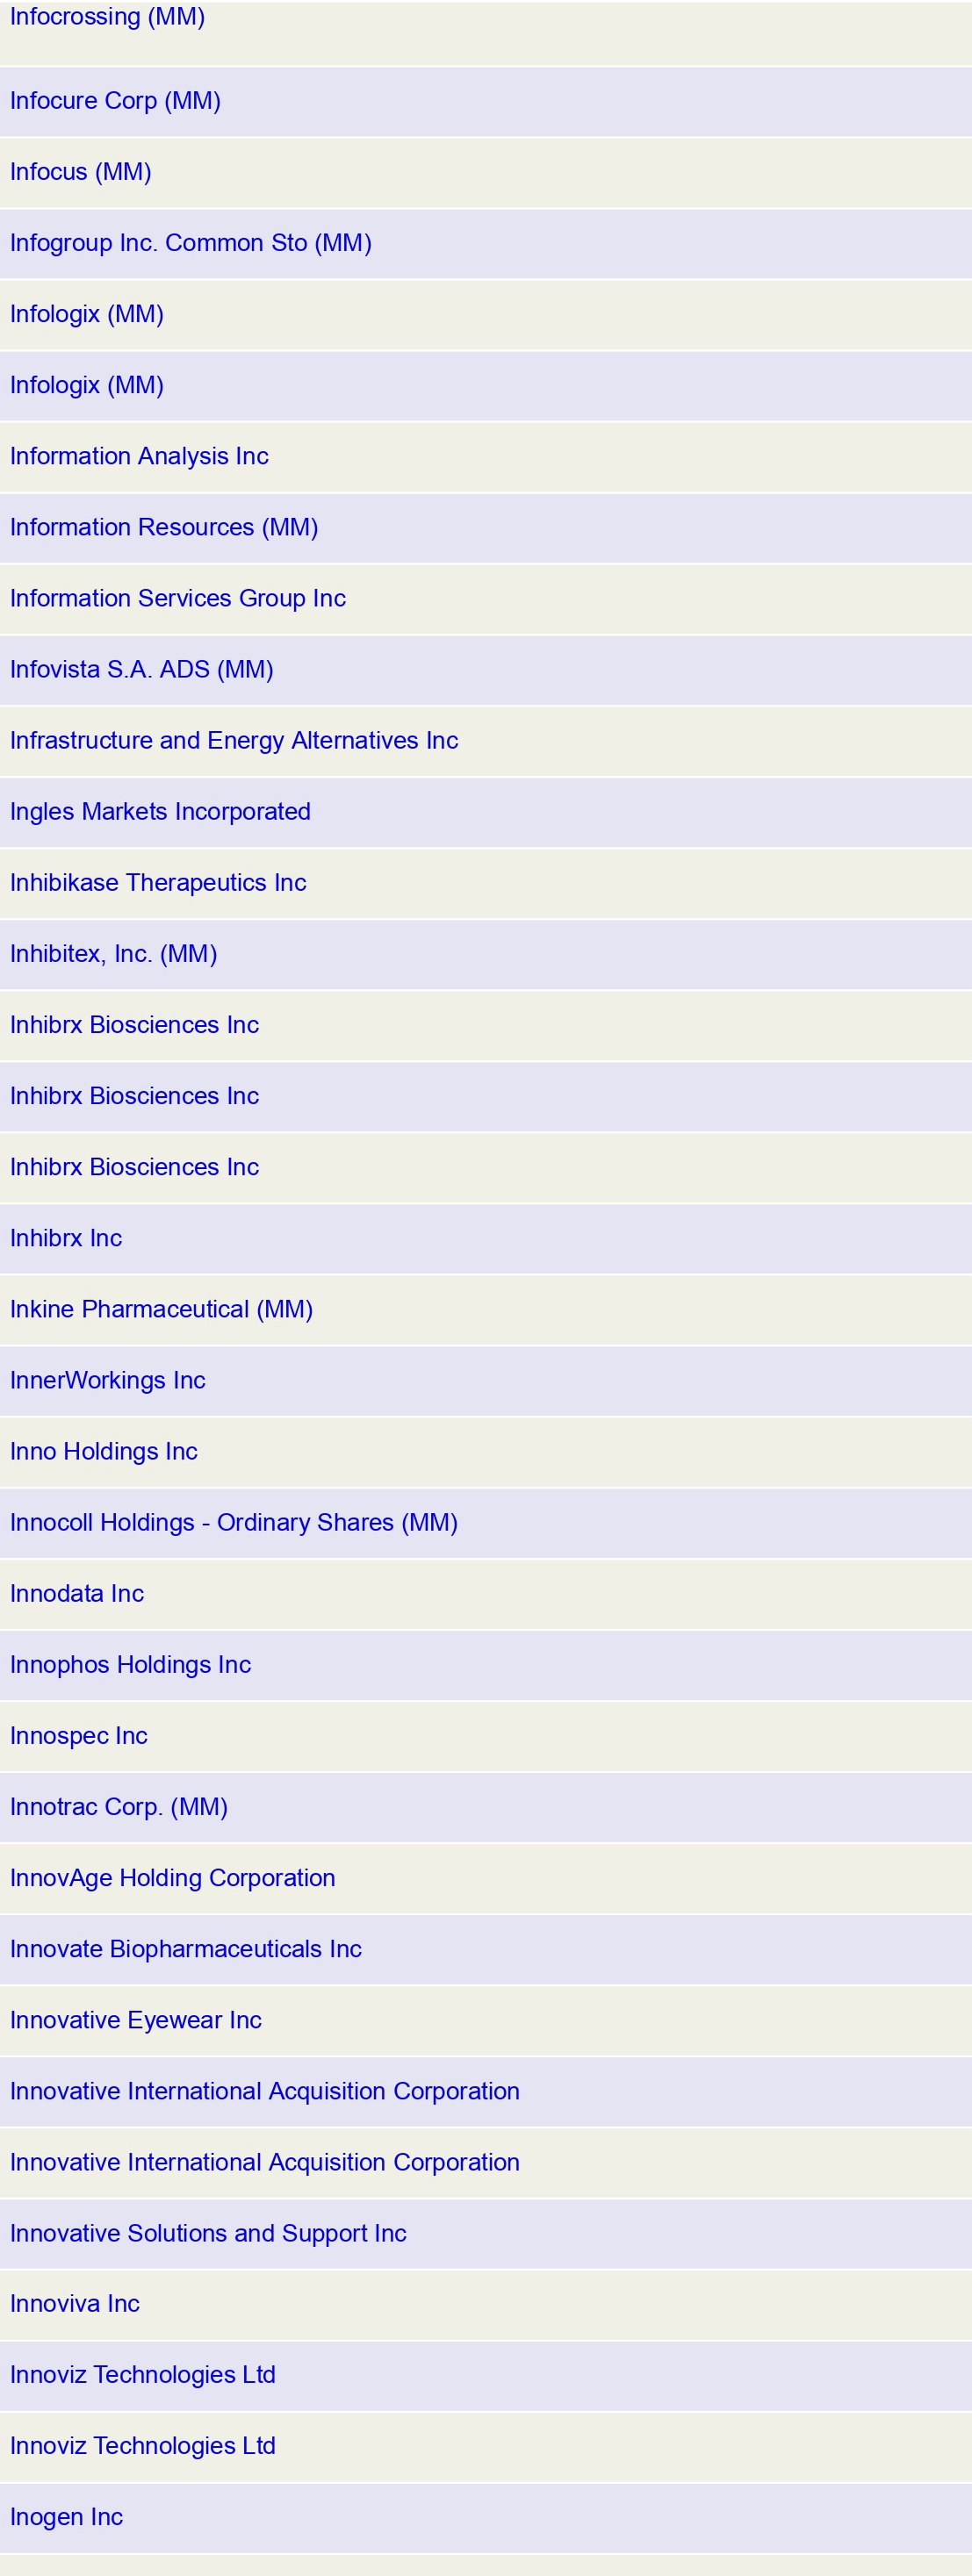 Infocrossing (MM)
Infocure Corp (MM)
Infocus (MM)
Infogroup Inc. Common Sto (MM)
Infologix (MM)
Infologix (MM)
Information Analysis Inc
Information Resources (MM)
Information Services Group Inc
Infovista S.A. ADS (MM)
Infrastructure and Energy Alternatives Inc
Ingles Markets Incorporated
Inhibikase Therapeutics Inc
Inhibitex, Inc. (MM)
Inhibrx Biosciences Inc
Inhibrx Biosciences Inc
Inhibrx Biosciences Inc
Inhibrx Inc
Inkine Pharmaceutical (MM)
InnerWorkings Inc
Inno Holdings Inc
Innocoll Holdings - Ordinary Shares (MM)
Innodata Inc
Innophos Holdings Inc
Innospec Inc
Innotrac Corp. (MM)
InnovAge Holding Corporation
Innovate Biopharmaceuticals Inc
Innovative Eyewear Inc
Innovative International Acquisition Corporation
Innovative International Acquisition Corporation
Innovative Solutions and Support Inc
Innoviva Inc
Innoviz Technologies Ltd
Innoviz Technologies Ltd
Inogen Inc